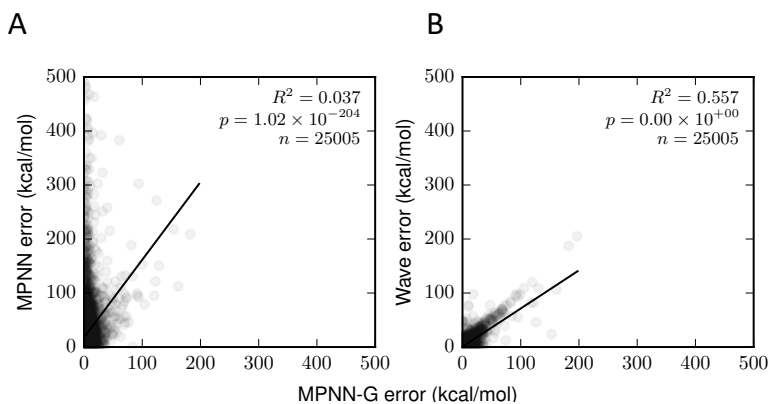 A
B
500
400
300
200
100
0
MPNN error (kcal/mol)
R² = 0.037
p = 1.02 × 10⁻²⁰⁴
n = 25005
0 100 200 300 400 500
500
400
300
200
100
0
Wave error (kcal/mol)
R² = 0.557
p = 0.00 × 10⁺⁰⁰
n = 25005
0 100 200 300 400 500
MPNN-G error (kcal/mol)